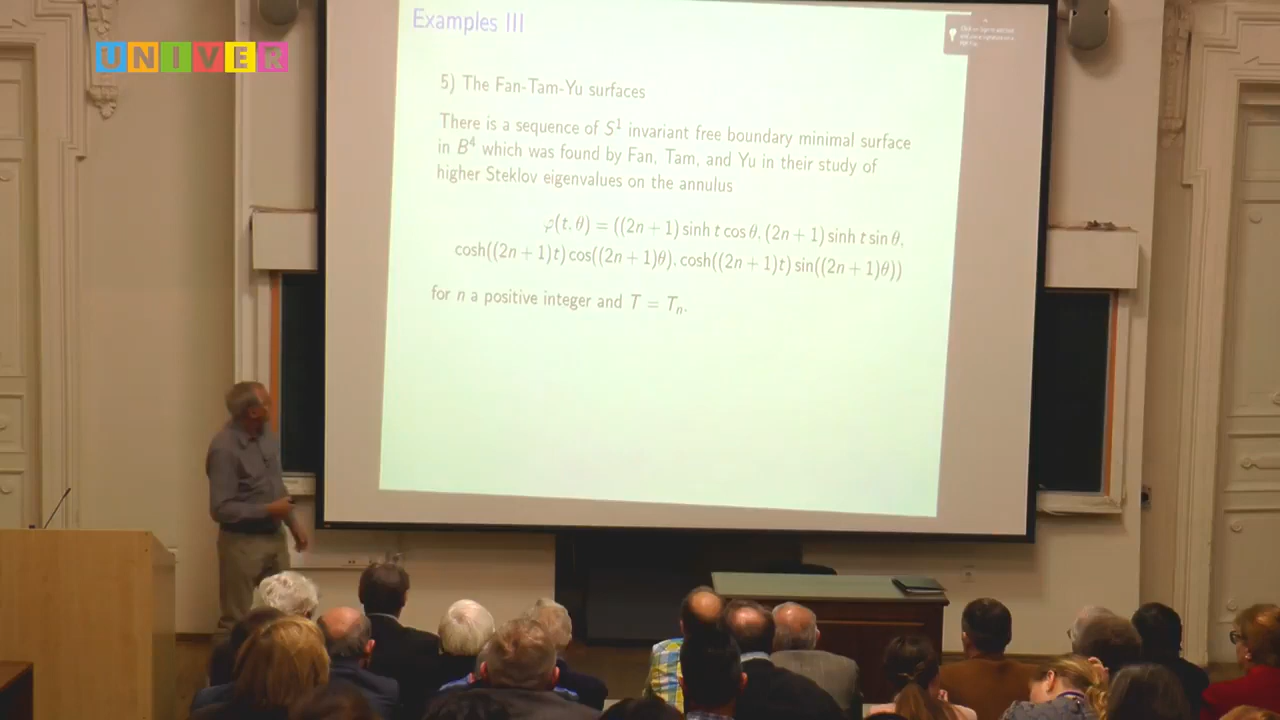 UNIVER
Examples III
5) The Fan-Tam-Yu surfaces
There is a sequence of S¹ invariant free boundary minimal surface
in B⁴ which was found by Fan, Tam, and Yu in their study of
higher Steklov eigenvalues on the annulus
φ(t, θ) = ((2n + 1) sinh t cos θ, (2n + 1) sinh t sin θ,
cosh((2n + 1)t) cos((2n + 1)θ), cosh((2n + 1)t) sin((2n + 1)θ))
for n a positive integer and T = Tₙ.